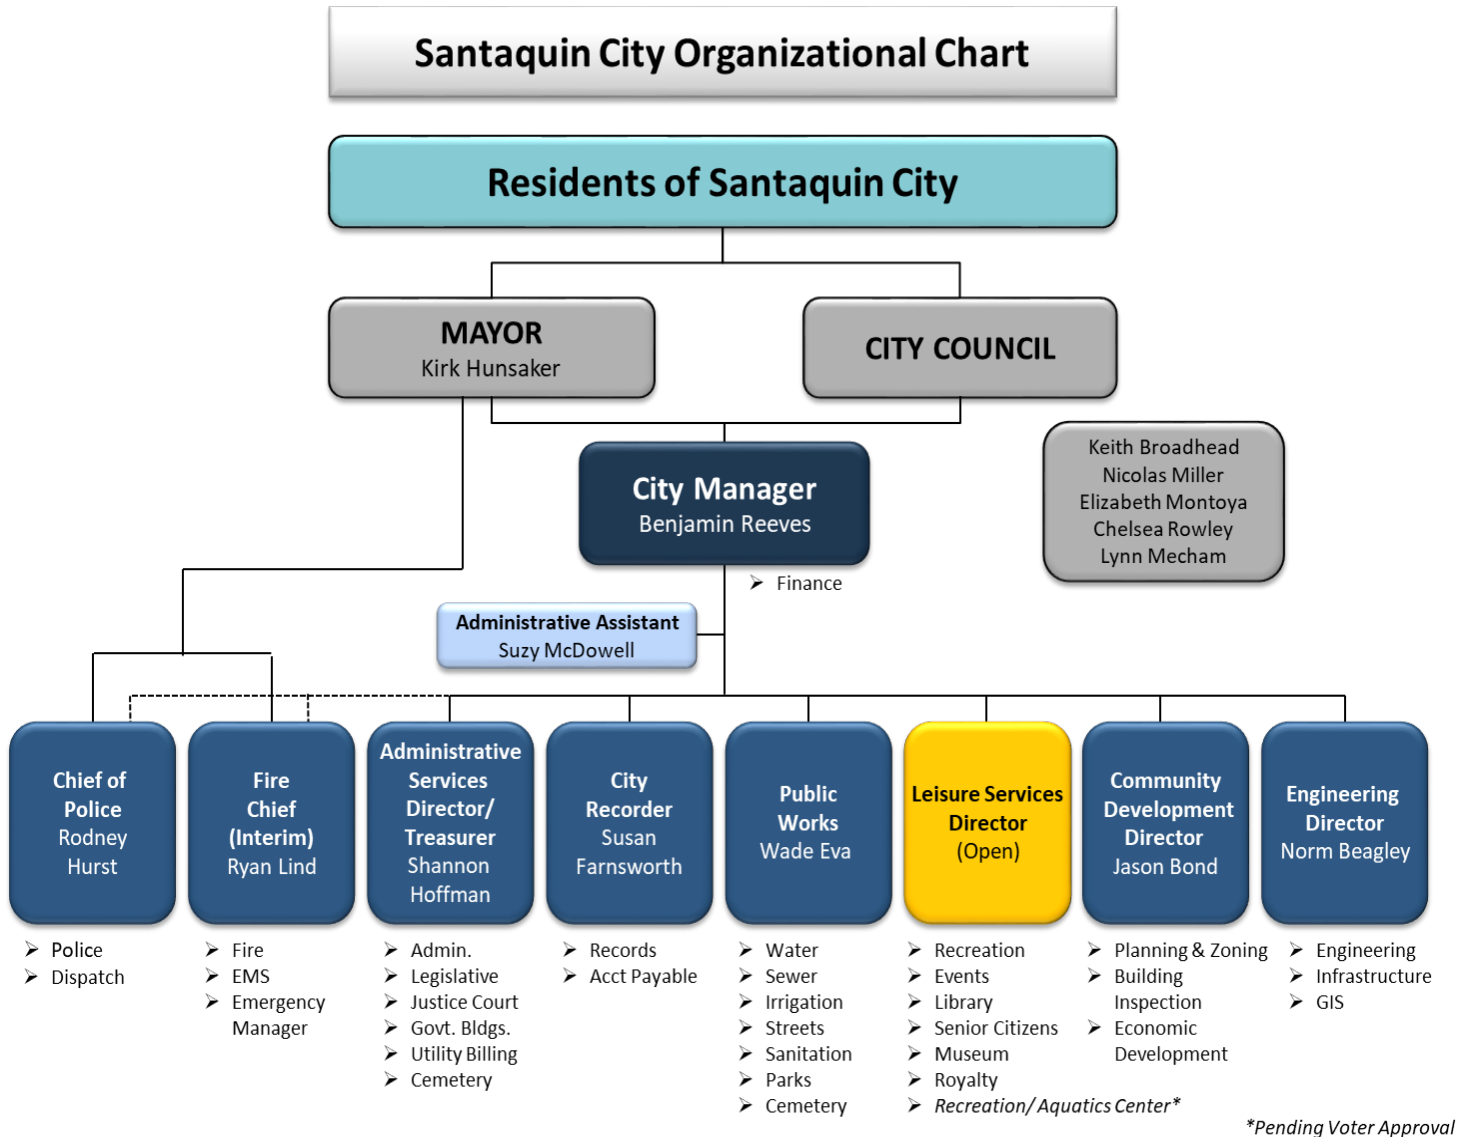 Santaquin City Organizational Chart
Residents of Santaquin City
MAYOR
Kirk Hunsaker
CITY COUNCIL
Keith Broadhead
Nicolas Miller
Elizabeth Montoya
Chelsea Rowley
Lynn Mecham
City Manager
Benjamin Reeves
Finance
Administrative Assistant
Suzy McDowell
Chief of
Police
Rodney
Hurst
Police
Dispatch
Fire
Chief
(Interim)
Ryan Lind
Fire
EMS
Emergency
Manager
Administrative
Services
Director/
Treasurer
Shannon
Hoffman
Admin.
Legislative
Justice Court
Govt. Bldgs.
Utility Billing
Cemetery
City
Recorder
Susan
Farnsworth
Records
Acct Payable
Public
Works
Wade Eva
Water
Sewer
Irrigation
Streets
Sanitation
Parks
Cemetery
Leisure Services
Director
(Open)
Recreation
Events
Library
Senior Citizens
Museum
Royalty
Recreation/ Aquatics Center*
Community
Development
Director
Jason Bond
Planning & Zoning
Building
Inspection
Economic
Development
Engineering
Director
Norm Beagley
Engineering
Infrastructure
GIS
*Pending Voter Approval